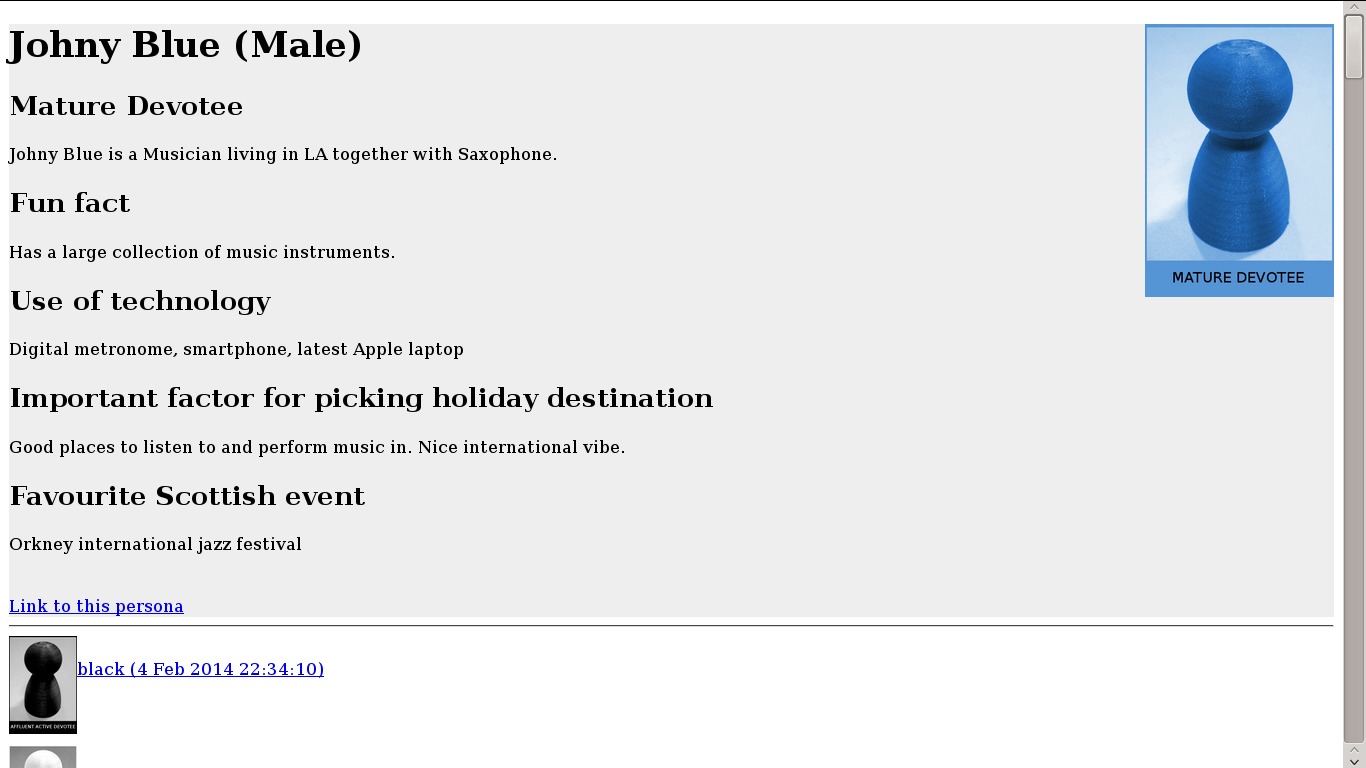 Johny Blue (Male)
Mature Devotee
Johny Blue is a Musician living in LA together with Saxophone.
Fun fact
Has a large collection of music instruments.
Use of technology
Digital metronome, smartphone, latest Apple laptop
MATURE DEVOTEE
Important factor for picking holiday destination
Good places to listen to and perform music in. Nice international vibe.
Favourite Scottish event
Orkney international jazz festival
Link to this persona
black (4 Feb 2014 22:34:10)
AFFLUENT ACTIVE DEVOTEE